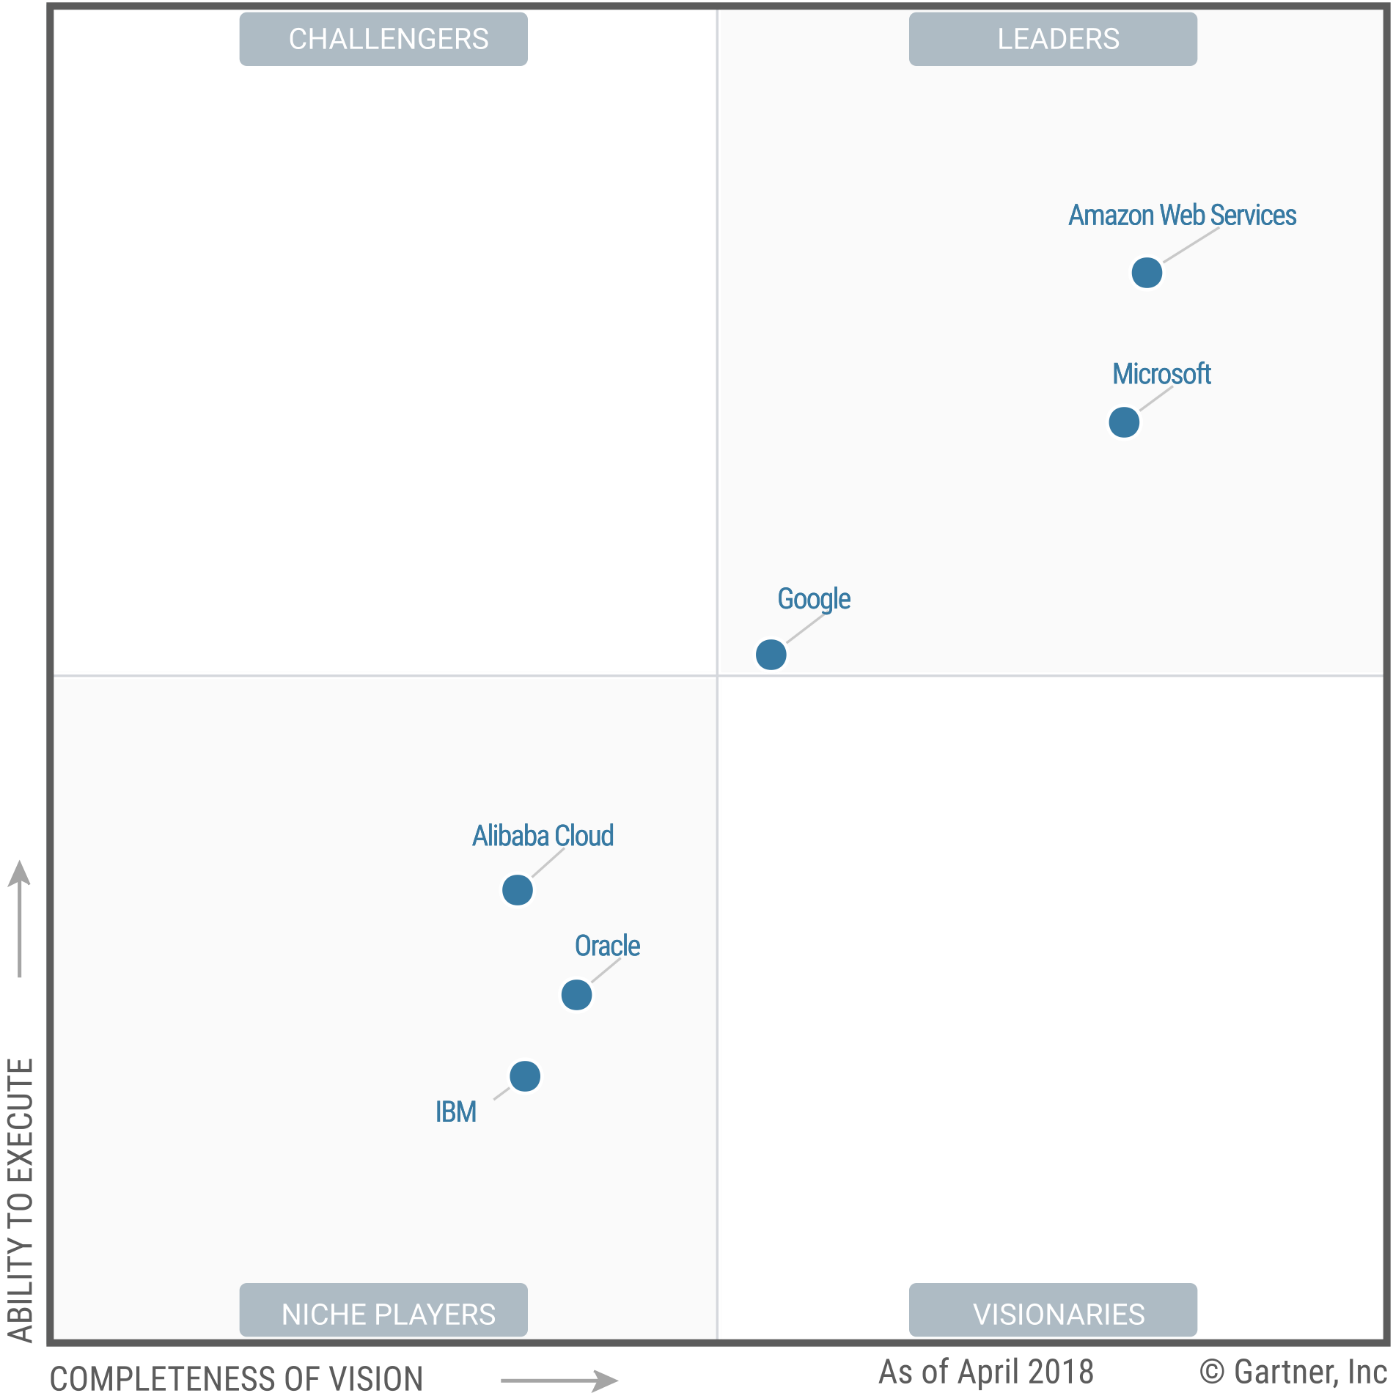 CHALLENGERS
LEADERS
Amazon Web Services
Microsoft
Google
Alibaba Cloud
Oracle
IBM
ABILITY TO EXECUTE
NICHE PLAYERS
VISIONARIES
COMPLETENESS OF VISION
As of April 2018
© Gartner, Inc